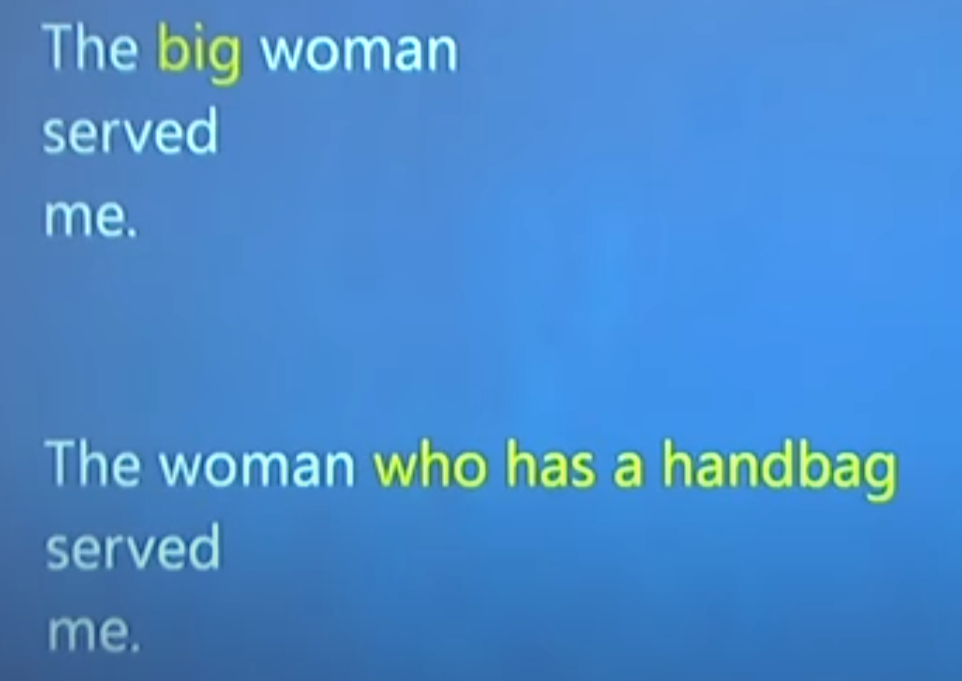 The big woman
served
me.
The woman who has a handbag
served
me.